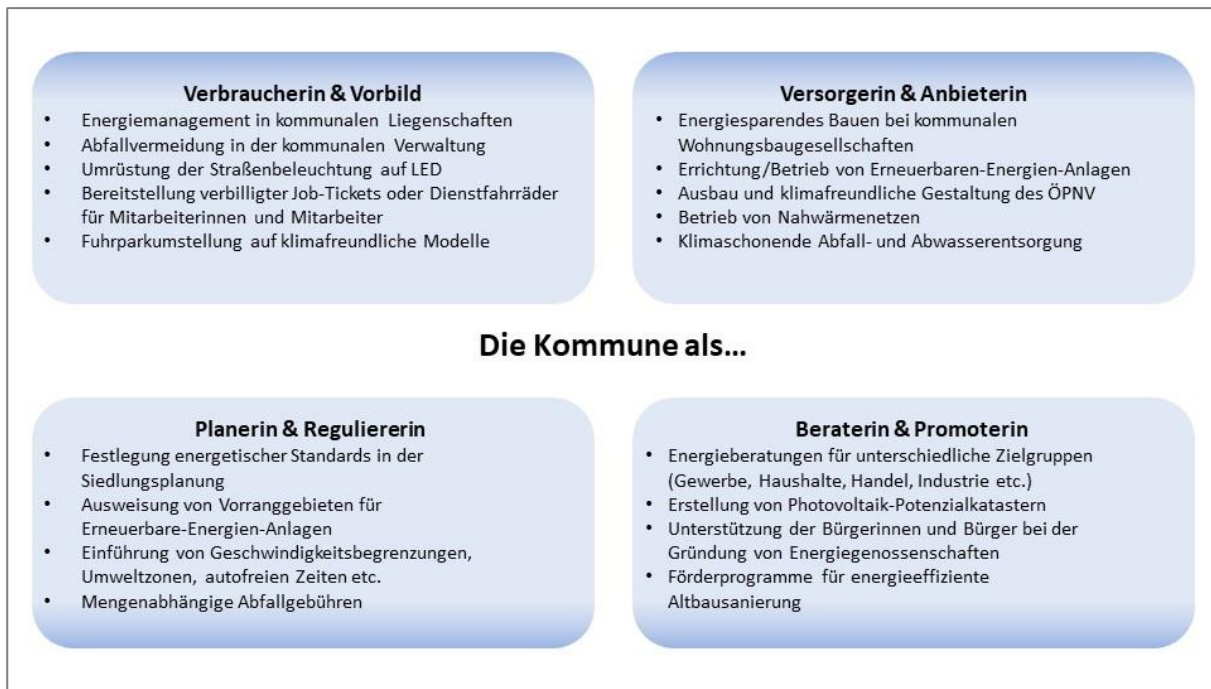 Verbraucherin & Vorbild
• Energiemanagement in kommunalen Liegenschaften
• Abfallvermeidung in der kommunalen Verwaltung
• Umrüstung der Straßenbeleuchtung auf LED
• Bereitstellung verbilligter Job-Tickets oder Dienstfahrräder
für Mitarbeiterinnen und Mitarbeiter
• Fuhrparkumstellung auf klimafreundliche Modelle
Versorgerin & Anbieterin
• Energiesparendes Bauen bei kommunalen
Wohnungsbaugesellschaften
• Errichtung/Betrieb von Erneuerbaren-Energien-Anlagen
• Ausbau und klimafreundliche Gestaltung des ÖPNV
• Betrieb von Nahwärmenetzen
• Klimaschonende Abfall- und Abwasserentsorgung
Die Kommune als...
Planerin & Reguliererin
• Festlegung energetischer Standards in der
Siedlungsplanung
• Ausweisung von Vorranggebieten für
Erneuerbare-Energien-Anlagen
• Einführung von Geschwindigkeitsbegrenzungen,
Umweltzonen, autofreien Zeiten etc.
• Mengenabhängige Abfallgebühren
Beraterin & Promoterin
• Energieberatungen für unterschiedliche Zielgruppen
(Gewerbe, Haushalte, Handel, Industrie etc.)
• Erstellung von Photovoltaik-Potenzialkatastern
• Unterstützung der Bürgerinnen und Bürger bei der
Gründung von Energiegenossenschaften
• Förderprogramme für energieeffiziente
Altbausanierung